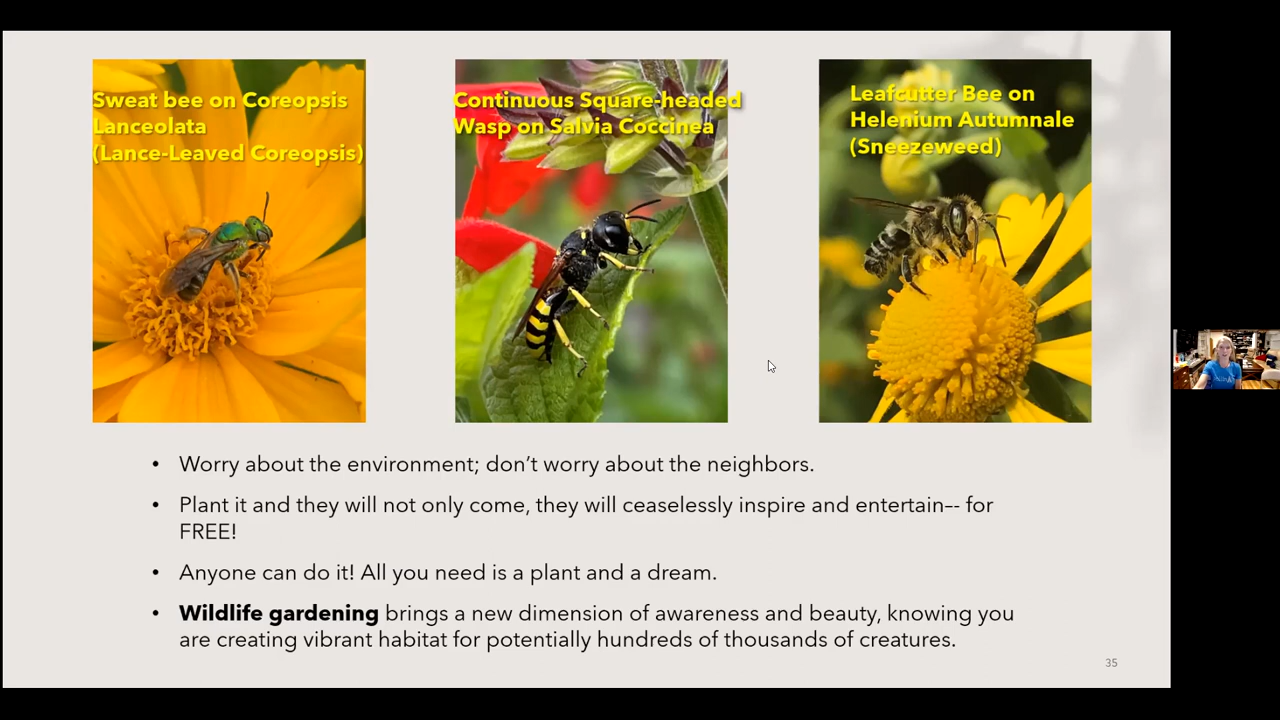 Sweat bee on Coreopsis
Lanceolata
(Lance-Leaved Coreopsis)
Continuous Square-headed
Wasp on Salvia Coccinea
Leafcutter Bee on
Helenium Autumnale
(Sneezeweed)
• Worry about the environment; don’t worry about the neighbors.
• Plant it and they will not only come, they will ceaselessly inspire and entertain–- for
FREE!
• Anyone can do it! All you need is a plant and a dream.
• Wildlife gardening brings a new dimension of awareness and beauty, knowing you
are creating vibrant habitat for potentially hundreds of thousands of creatures.
35